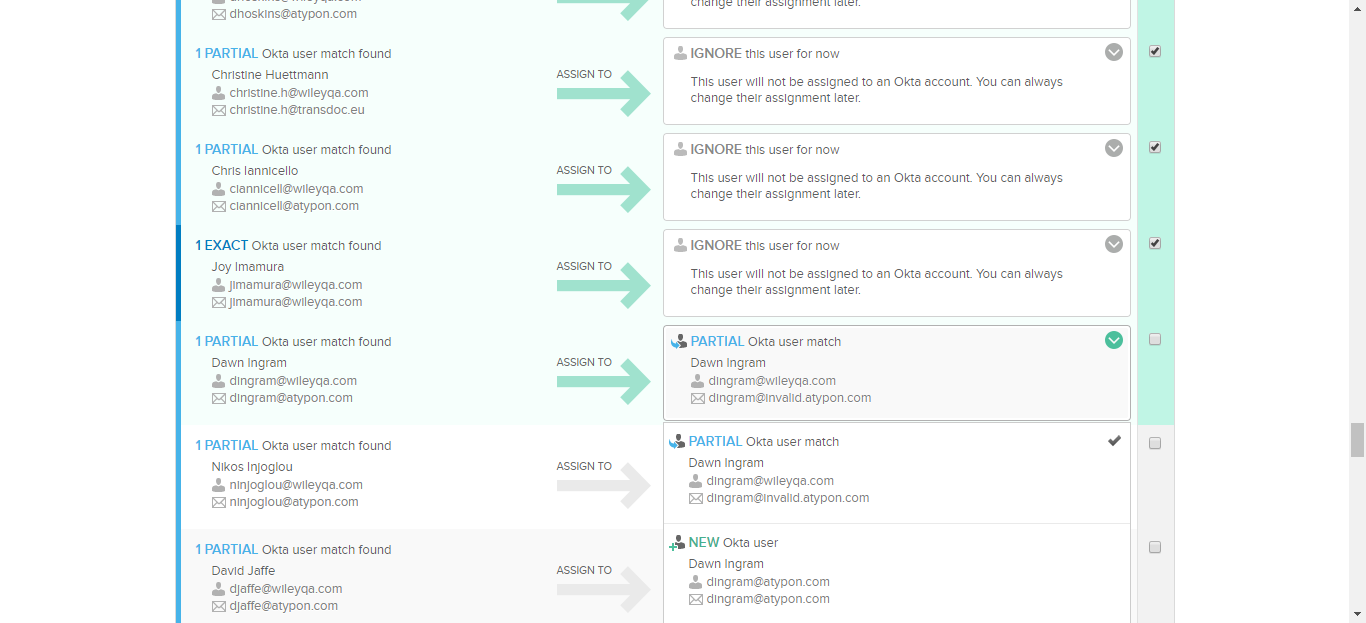 dhoskins@atypon.com
change their assignment later.
1 PARTIAL Okta user match found
Christine Huettmann
christine.h@wileyqa.com
christine.h@transdoc.eu
ASSIGN TO
IGNORE this user for now
This user will not be assigned to an Okta account. You can always
change their assignment later.
1 PARTIAL Okta user match found
Chris Iannicello
ciannicell@wileyqa.com
ciannicell@atypon.com
ASSIGN TO
IGNORE this user for now
This user will not be assigned to an Okta account. You can always
change their assignment later.
1 EXACT Okta user match found
Joy Imamura
jimamura@wileyqa.com
jimamura@wileyqa.com
ASSIGN TO
IGNORE this user for now
This user will not be assigned to an Okta account. You can always
change their assignment later.
1 PARTIAL Okta user match found
Dawn Ingram
dingram@wileyqa.com
dingram@atypon.com
ASSIGN TO
PARTIAL Okta user match
Dawn Ingram
dingram@wileyqa.com
dingram@invalid.atypon.com
1 PARTIAL Okta user match found
Nikos Injoglou
ninjoglou@wileyqa.com
ninjoglou@atypon.com
ASSIGN TO
PARTIAL Okta user match
Dawn Ingram
dingram@wileyqa.com
dingram@invalid.atypon.com
1 PARTIAL Okta user match found
David Jaffe
djaffe@wileyqa.com
djaffe@atypon.com
ASSIGN TO
NEW Okta user
Dawn Ingram
dingram@atypon.com
dingram@atypon.com